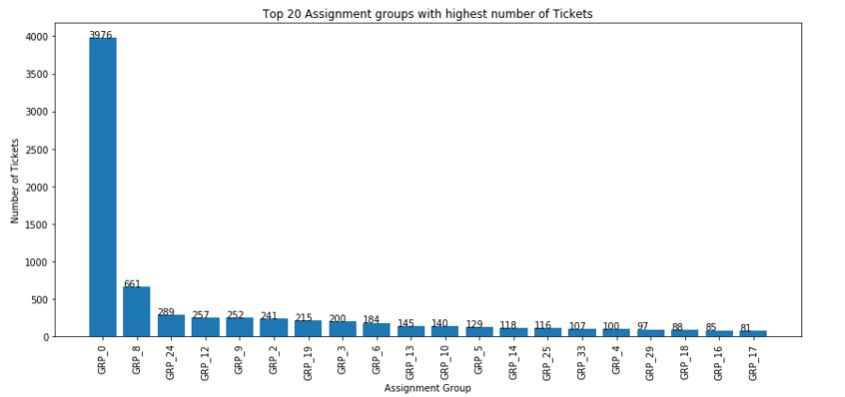 Top 20 Assignment groups with highest number of Tickets
Number of Tickets
4000
3500
3000
2500
2000
1500
1000
500
0
3976
661
289
257
252
241
215
200
184
145
140
129
118
116
107
100
97
88
85
81
GRP_0
GRP_8
GRP_24
GRP_12
GRP_9
GRP_2
GRP_19
GRP_3
GRP_6
GRP_13
GRP_10
GRP_5
GRP_14
GRP_25
GRP_33
GRP_4
GRP_29
GRP_18
GRP_16
GRP_17
Assignment Group